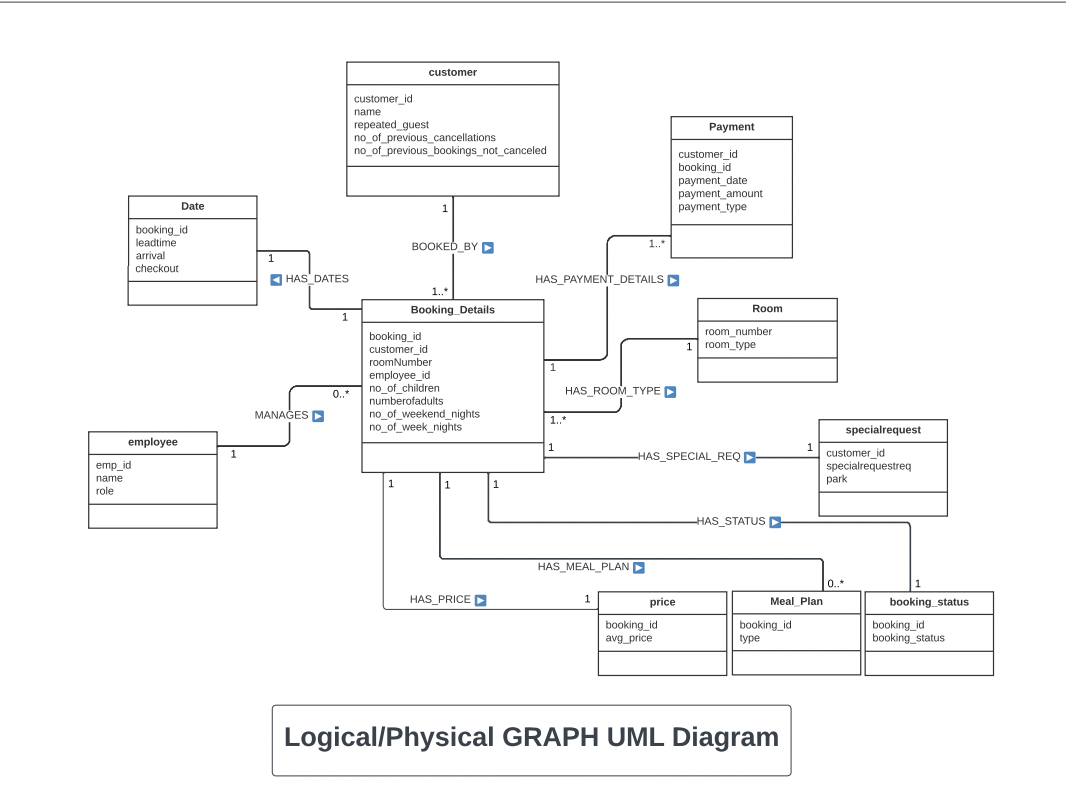 customer
customer_id
name
repeated_guest
no_of_previous_cancellations
no_of_previous_bookings_not_canceled
Payment
customer_id
booking_id
payment_date
payment_amount
payment_type
Date
booking_id
leadtime
arrival
checkout
1
BOOKED_BY
1..*
1
HAS_DATES
1
1..*
HAS_PAYMENT_DETAILS
1
Booking_Details
booking_id
customer_id
roomNumber
employee_id
no_of_children
numberofadults
no_of_weekend_nights
no_of_week_nights
Room
room_number
room_type
1
HAS_ROOM_TYPE
1..*
0..*
MANAGES
1
employee
emp_id
name
role
specialrequest
customer_id
specialrequestreq
park
1
HAS_SPECIAL_REQ
1
1
1
1
HAS_STATUS
1
HAS_MEAL_PLAN
0..*
HAS_PRICE
1
price
booking_id
avg_price
Meal_Plan
booking_id
type
booking_status
booking_id
booking_status
Logical/Physical GRAPH UML Diagram